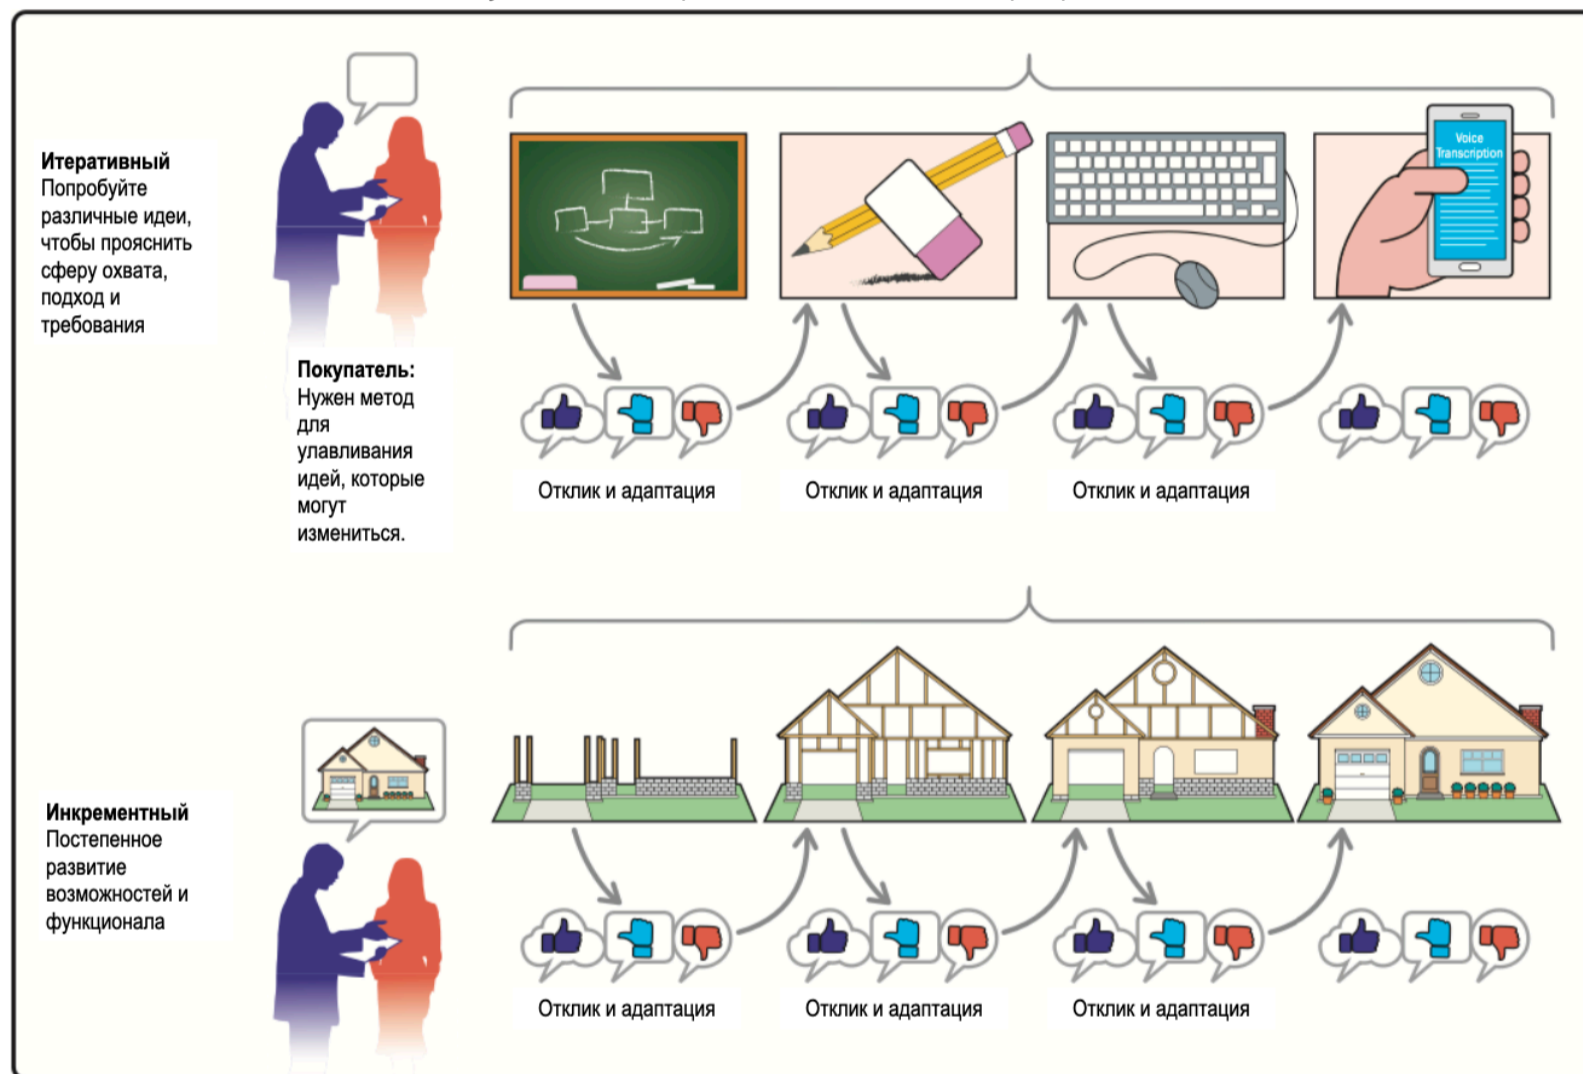 Итеративный
Попробуйте
различные идеи,
чтобы прояснить
сферу охвата,
подход и
требования
Покупатель:
Нужен метод
для
улавливания
идей, которые
могут
измениться.
Voice
Transcription
Отклик и адаптация
Отклик и адаптация
Отклик и адаптация
Инкрементный
Постепенное
развитие
возможностей и
функционала
Отклик и адаптация
Отклик и адаптация
Отклик и адаптация